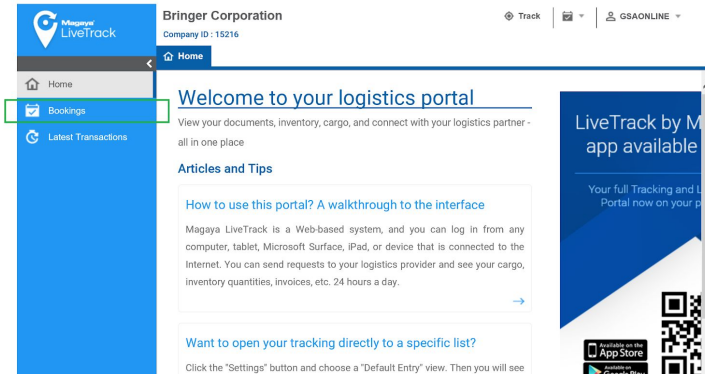 Magaya
LiveTrack
Bringer Corporation
Company ID : 15216
Track
GSAONLINE
Home
Home
Bookings
Latest Transactions
Welcome to your logistics portal
View your documents, inventory, cargo, and connect with your logistics partner -
all in one place
Articles and Tips
How to use this portal? A walkthrough to the interface
Magaya LiveTrack is a Web-based system, and you can log in from any
computer, tablet, Microsoft Surface, iPad, or device that is connected to the
Internet. You can send requests to your logistics provider and see your cargo,
inventory quantities, invoices, etc. 24 hours a day.
Want to open your tracking directly to a specific list?
Click the "Settings" button and choose a "Default Entry" view. Then you will see
LiveTrack by M
app available
Your full Tracking and L
Portal now on your p
Available on the
App Store
Available on
Google Play